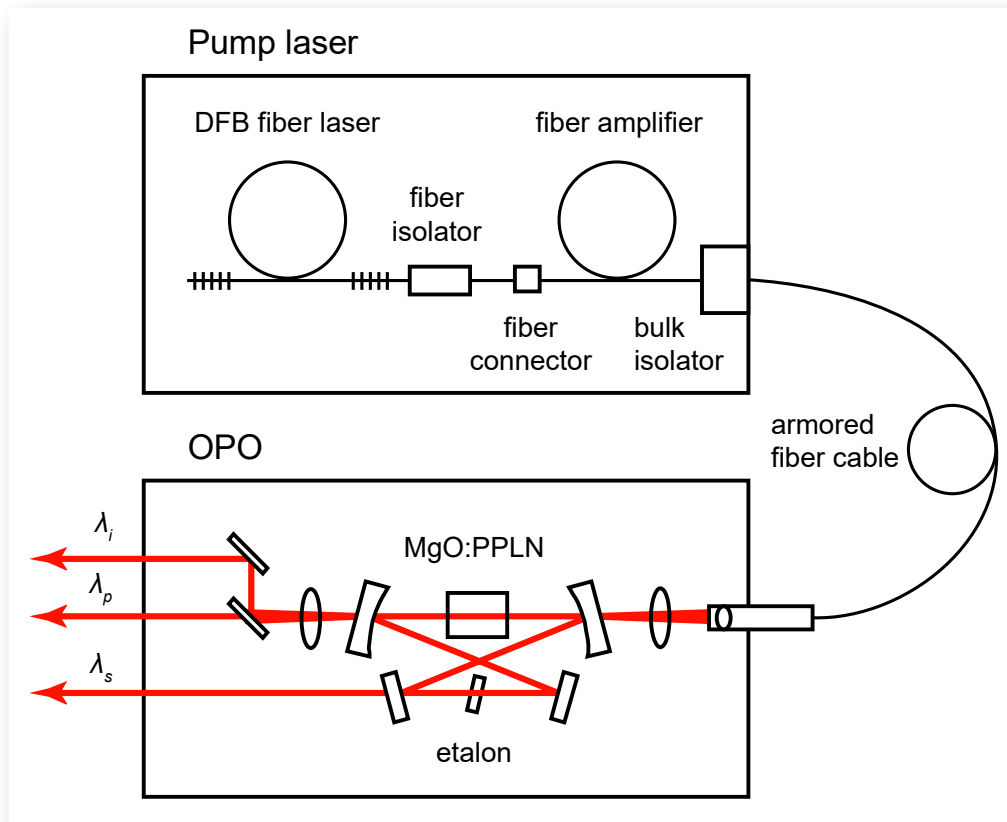 Pump laser
DFB fiber laser
fiber amplifier
fiber
isolator
fiber
connector
bulk
isolator
armored
fiber cable
OPO
λi
MgO:PPLN
λp
λs
etalon